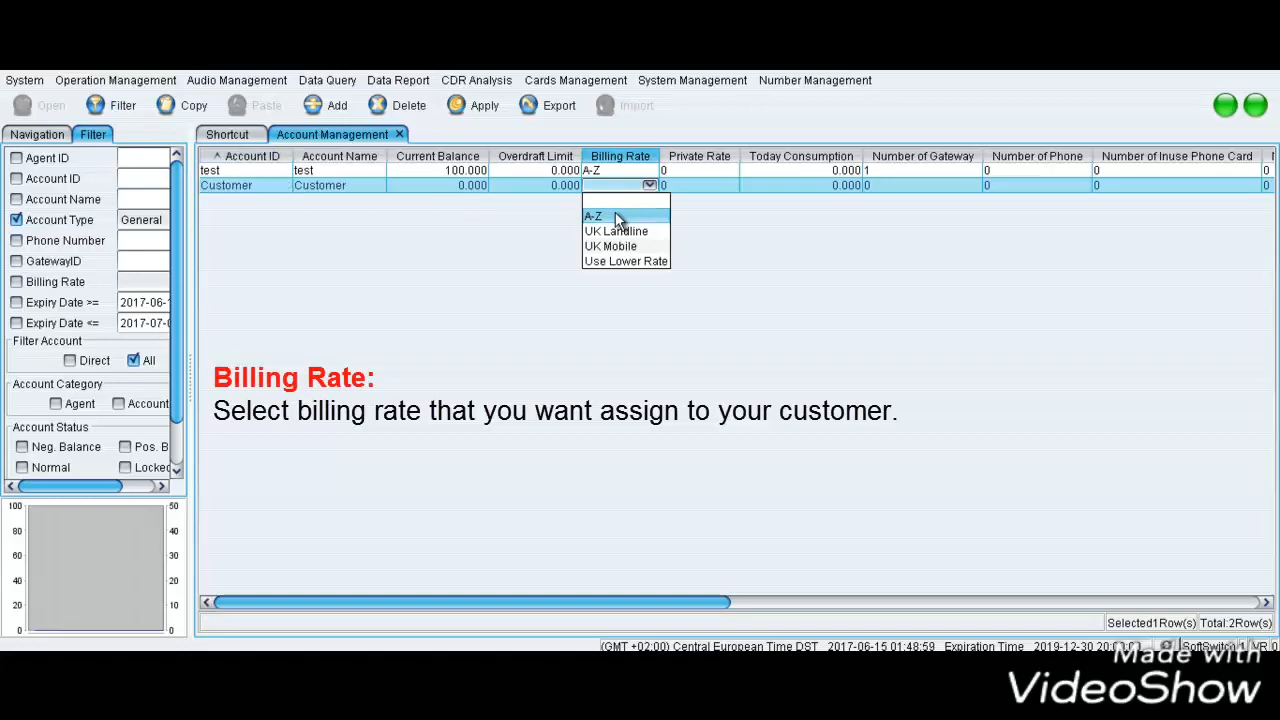 System Operation Management Audio Management Data Query Data Report CDR Analysis Cards Management System Management Number Management
Open Filter Copy Paste Add Delete Apply Export Import
Navigation Filter Shortcut Account Management ×
Agent ID
Account ID
Account Name
Account Type General
Phone Number
GatewayID
Billing Rate
Expiry Date >= 2017-06-1
Expiry Date <= 2017-07-0
Filter Account
Direct All
Account Category
Agent Account
Account Status
Neg. Balance Pos. B
Normal Locked
100 50
80 40
60 30
40 20
20 10
0 0
^ Account ID Account Name Current Balance Overdraft Limit Billing Rate Private Rate Today Consumption Number of Gateway Number of Phone Number of Inuse Phone Card
test test 100.000 0.000 A-Z 0 0.000 1 0 0 0
Customer Customer 0.000 0.000 0 0.000 0 0 0 0
A-Z
UK Landline
UK Mobile
Use Lower Rate
Billing Rate:
Select billing rate that you want assign to your customer.
Selected1Row(s) Total:2Row(s)
(GMT +02:00) Central European Time DST 2017-06-15 01:48:59 Expiration Time 2019-12-30
Made with
VideoShow